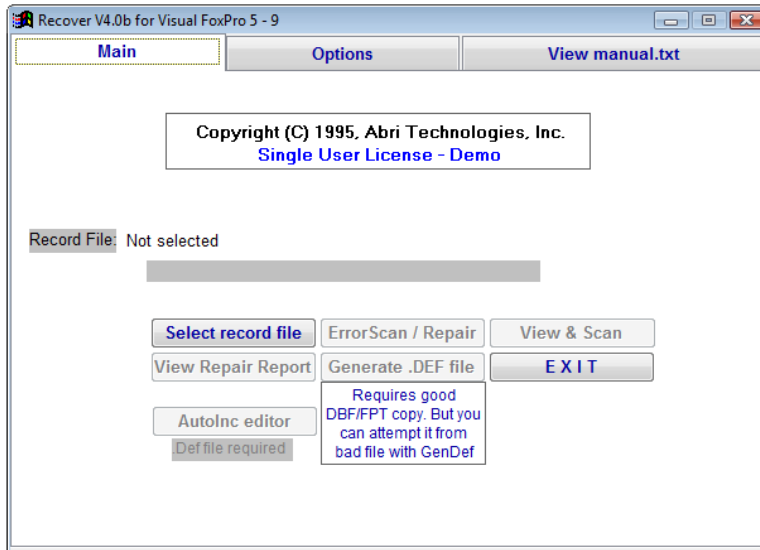 Recover V4.0b for Visual FoxPro 5 - 9
Main
Options
View manual.txt
Copyright (C) 1995, Abri Technologies, Inc.
Single User License - Demo
Record File: Not selected
Select record file
ErrorScan / Repair
View & Scan
View Repair Report
Generate .DEF file
E X I T
Requires good
DBF/FPT copy. But you
can attempt it from
bad file with GenDef
AutoInc editor
.Def file required